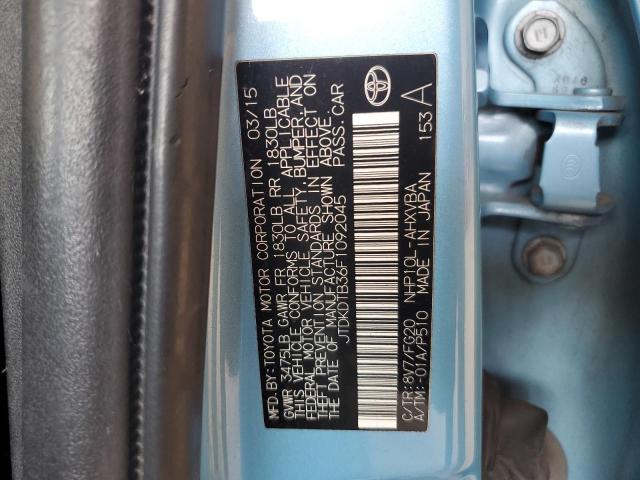 MFD.BY:TOYOTA MOTOR CORPORATION 03/15
GVWR 3475LB GAWR FR 1830LB RR 1830LB
THIS VEHICLE CONFORMS TO ALL APPLICABLE
FEDERAL MOTOR VEHICLE SAFETY, BUMPER, AND
THEFT PREVENTION STANDARDS IN EFFECT ON
THE DATE OF MANUFACTURE SHOWN ABOVE.
JTDKDTB36F1092045 PASS. CAR
C/TR:8V7/FG20 NHP10L-AHXVBA
A/TM:-01A/P510 MADE IN JAPAN 153 A